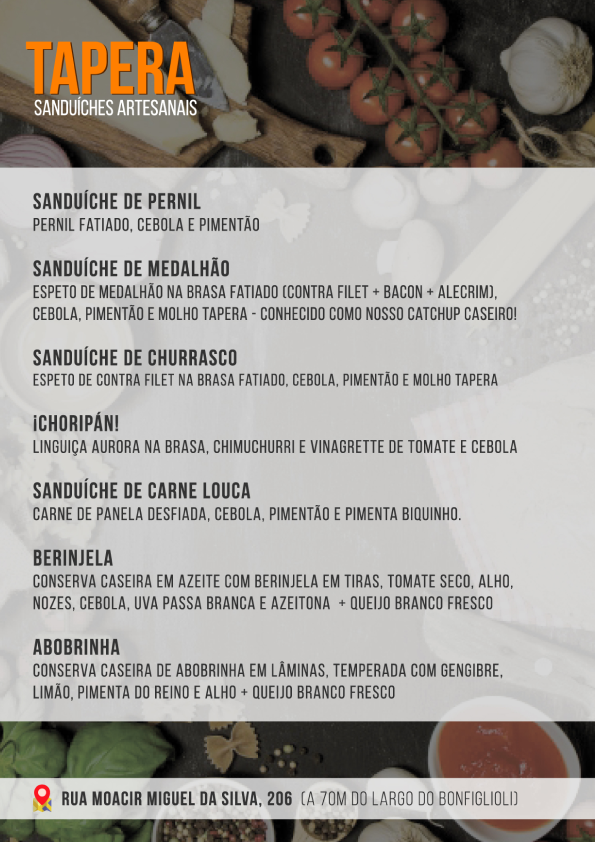 TAPERA
SANDUÍCHES ARTESANAIS
SANDUÍCHE DE PERNIL
PERNIL FATIADO, CEBOLA E PIMENTÃO
SANDUÍCHE DE MEDALHÃO
ESPETO DE MEDALHÃO NA BRASA FATIADO (CONTRA FILET + BACON + ALECRIM),
CEBOLA, PIMENTÃO E MOLHO TAPERA - CONHECIDO COMO NOSSO CATCHUP CASEIRO!
SANDUÍCHE DE CHURRASCO
ESPETO DE CONTRA FILET NA BRASA FATIADO, CEBOLA, PIMENTÃO E MOLHO TAPERA
¡CHORIPÁN!
LINGUIÇA AURORA NA BRASA, CHIMUCHURRI E VINAGRETTE DE TOMATE E CEBOLA
SANDUÍCHE DE CARNE LOUCA
CARNE DE PANELA DESFIADA, CEBOLA, PIMENTÃO E PIMENTA BIQUINHO.
BERINJELA
CONSERVA CASEIRA EM AZEITE COM BERINJELA EM TIRAS, TOMATE SECO, ALHO,
NOZES, CEBOLA, UVA PASSA BRANCA E AZEITONA + QUEIJO BRANCO FRESCO
ABOBRINHA
CONSERVA CASEIRA DE ABOBRINHA EM LÂMINAS, TEMPERADA COM GENGIBRE,
LIMÃO, PIMENTA DO REINO E ALHO + QUEIJO BRANCO FRESCO
RUA MOACIR MIGUEL DA SILVA, 206 (A 70M DO LARGO DO BONFIGLIOLI)